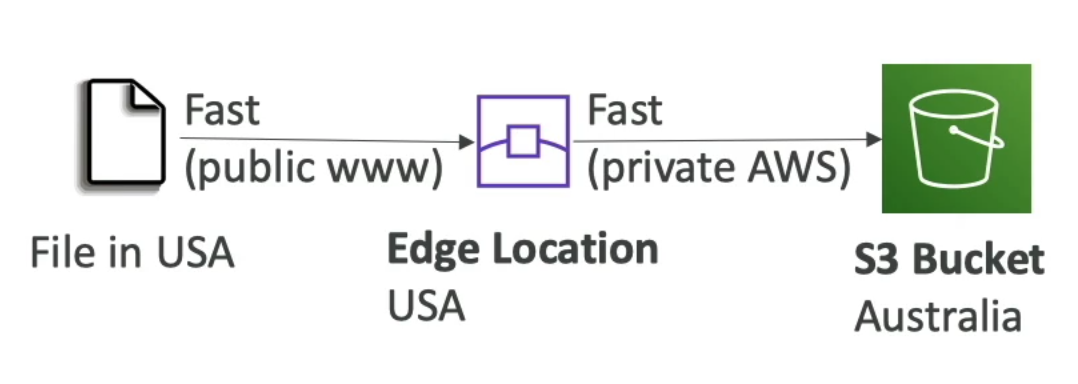 Fast
(public www)
Fast
(private AWS)
File in USA
Edge Location
USA
S3 Bucket
Australia